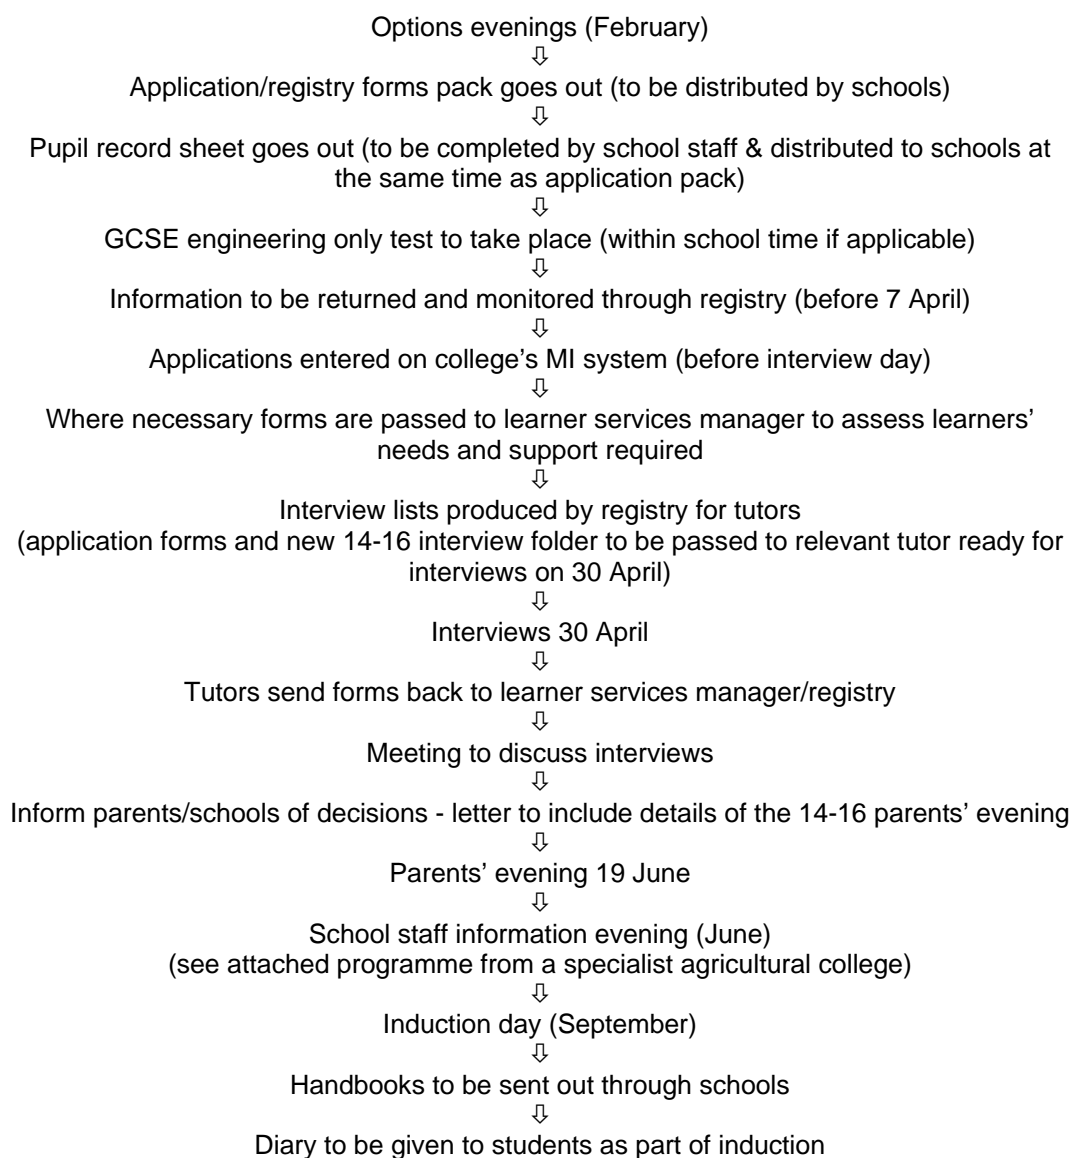 Options evenings (February)
⇩
Application/registry forms pack goes out (to be distributed by schools)
⇩
Pupil record sheet goes out (to be completed by school staff & distributed to schools at
the same time as application pack)
⇩
GCSE engineering only test to take place (within school time if applicable)
⇩
Information to be returned and monitored through registry (before 7 April)
⇩
Applications entered on college's MI system (before interview day)
⇩
Where necessary forms are passed to learner services manager to assess learners'
needs and support required
⇩
Interview lists produced by registry for tutors
(application forms and new 14-16 interview folder to be passed to relevant tutor ready for
interviews on 30 April)
⇩
Interviews 30 April
⇩
Tutors send forms back to learner services manager/registry
⇩
Meeting to discuss interviews
⇩
Inform parents/schools of decisions - letter to include details of the 14-16 parents' evening
⇩
Parents' evening 19 June
⇩
School staff information evening (June)
(see attached programme from a specialist agricultural college)
⇩
Induction day (September)
⇩
Handbooks to be sent out through schools
⇩
Diary to be given to students as part of induction